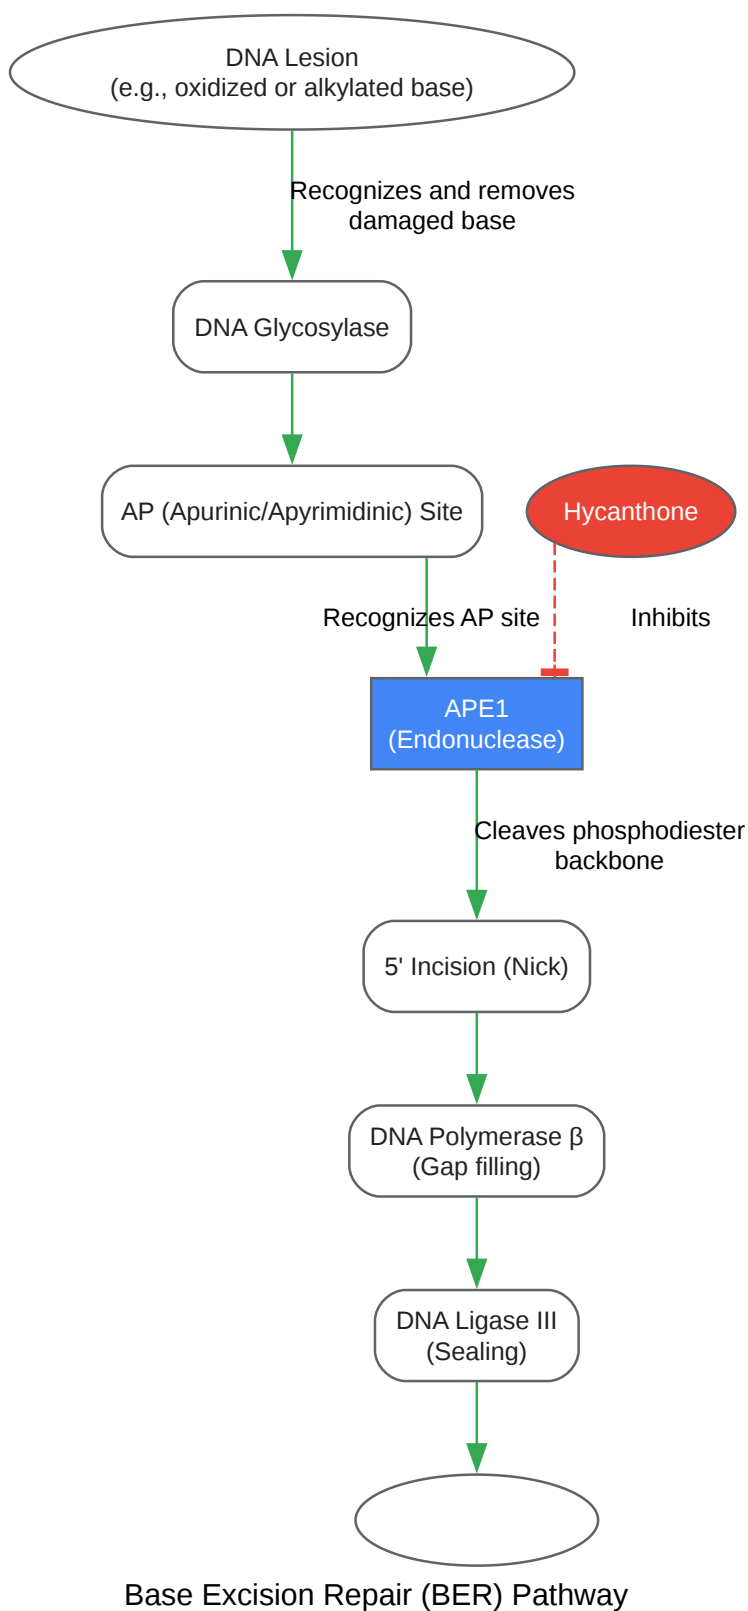 DNA Lesion
(e.g., oxidized or alkylated base)
Recognizes and removes
damaged base
DNA Glycosylase
AP (Apurinic/Apyrimidinic) Site
Hycanthone
Recognizes AP site
Inhibits
APE1
(Endonuclease)
Cleaves phosphodiester
backbone
5' Incision (Nick)
DNA Polymerase β
(Gap filling)
DNA Ligase III
(Sealing)
Base Excision Repair (BER) Pathway